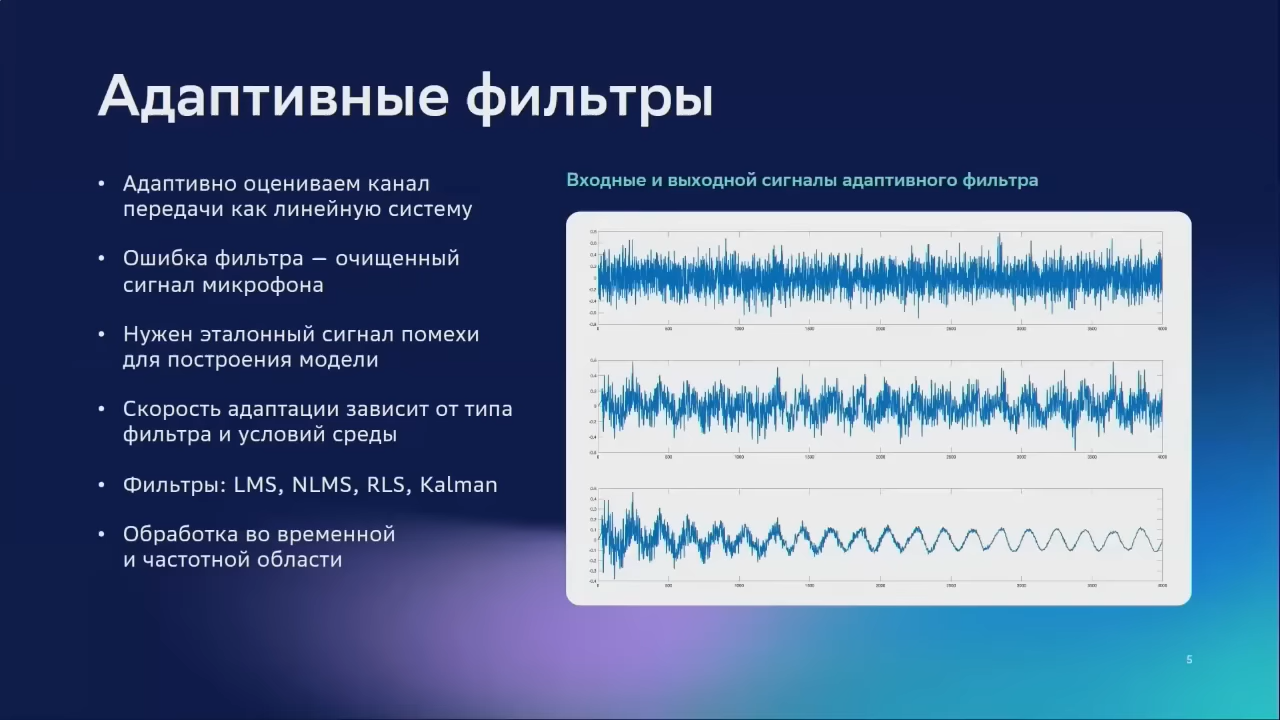 Адаптивные фильтры
• Адаптивно оцениваем канал
передачи как линейную систему
• Ошибка фильтра — очищенный
сигнал микрофона
• Нужен эталонный сигнал помехи
для построения модели
• Скорость адаптации зависит от типа
фильтра и условий среды
• Фильтры: LMS, NLMS, RLS, Kalman
• Обработка во временной
и частотной области
Входные и выходной сигналы адаптивного фильтра
5